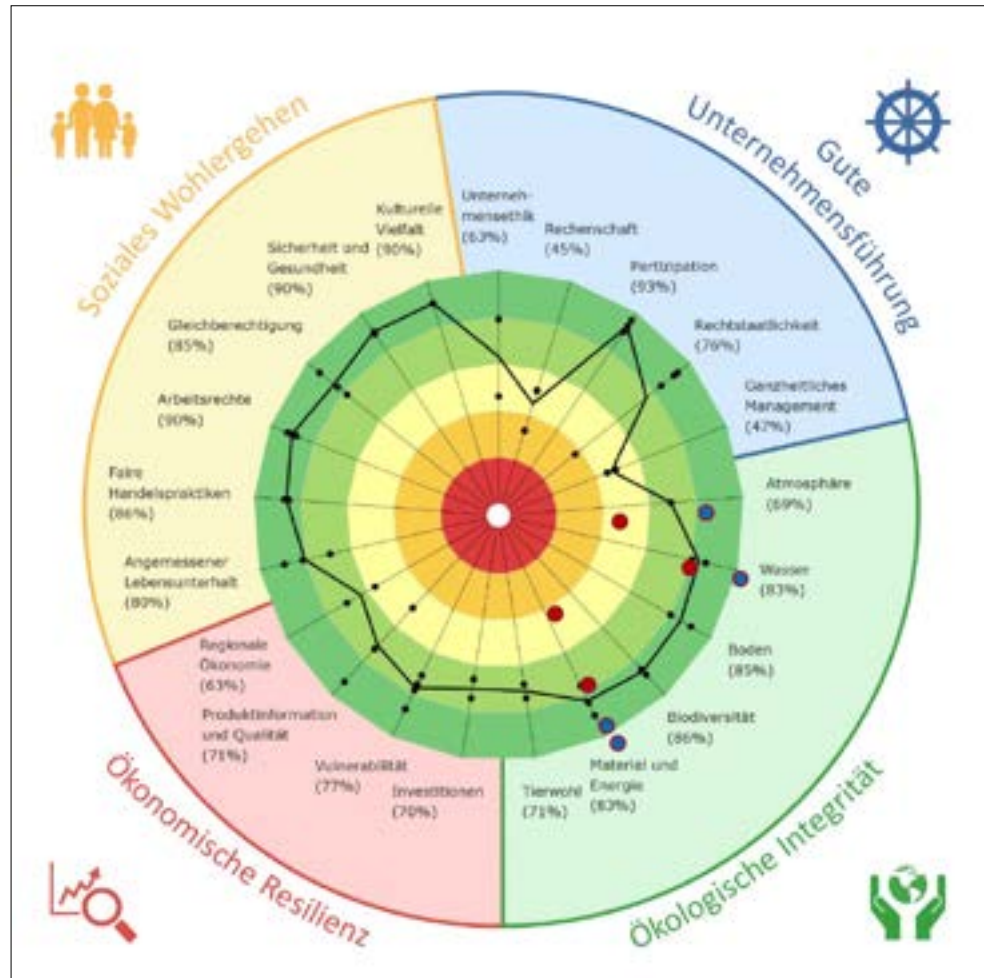 Soziales Wohlergehen
Gute
Unternehmensführung
Unterneh-
mensethik
(63%)
Rechenschaft
(45%)
Partizipation
(93%)
Rechtstaatlichkeit
(76%)
Ganzheitliches
Management
(47%)
Atmosphäre
(69%)
Wasser
(83%)
Boden
(85%)
Biodiversität
(86%)
Material und
Energie
(83%)
Tierwohl
(71%)
Ökologische Integrität
Investitionen
(70%)
Vulnerabilität
(77%)
Produktinformation
und Qualität
(71%)
Regionale
Ökonomie
(63%)
Ökonomische Resilienz
Angemessener
Lebensunterhalt
(80%)
Faire
Handelspraktiken
(86%)
Arbeitsrechte
(90%)
Gleichberechtigung
(85%)
Sicherheit und
Gesundheit
(90%)
Kulturelle
Vielfalt
(90%)